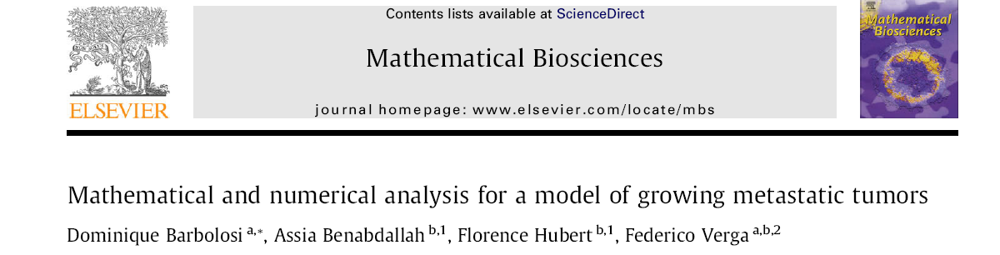 Contents lists available at ScienceDirect
Mathematical Biosciences
journal homepage: www.elsevier.com/locate/mbs
ELSEVIER
Mathematical
Biosciences
Mathematical and numerical analysis for a model of growing metastatic tumors
Dominique Barbolosi a,*, Assia Benabdallah b,1, Florence Hubert b,1, Federico Verga a,b,2